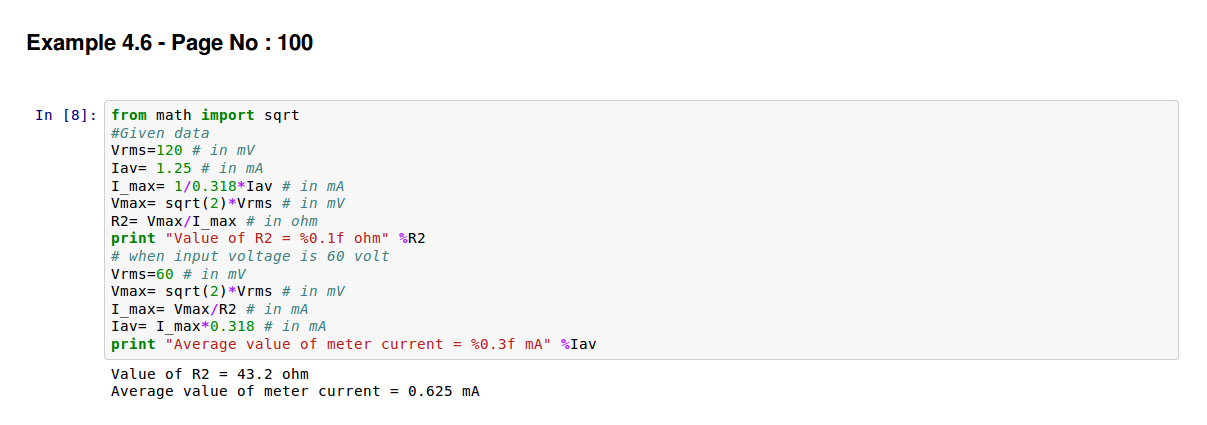 Example 4.6 - Page No : 100
In [8]: from math import sqrt
#Given data
Vrms=120 # in mV
Iav= 1.25 # in mA
I_max= 1/0.318*Iav # in mA
Vmax= sqrt(2)*Vrms # in mV
R2= Vmax/I_max # in ohm
print "Value of R2 = %0.1f ohm" %R2
# when input voltage is 60 volt
Vrms=60 # in mV
Vmax= sqrt(2)*Vrms # in mV
I_max= Vmax/R2 # in mA
Iav= I_max*0.318 # in mA
print "Average value of meter current = %0.3f mA" %Iav
Value of R2 = 43.2 ohm
Average value of meter current = 0.625 mA